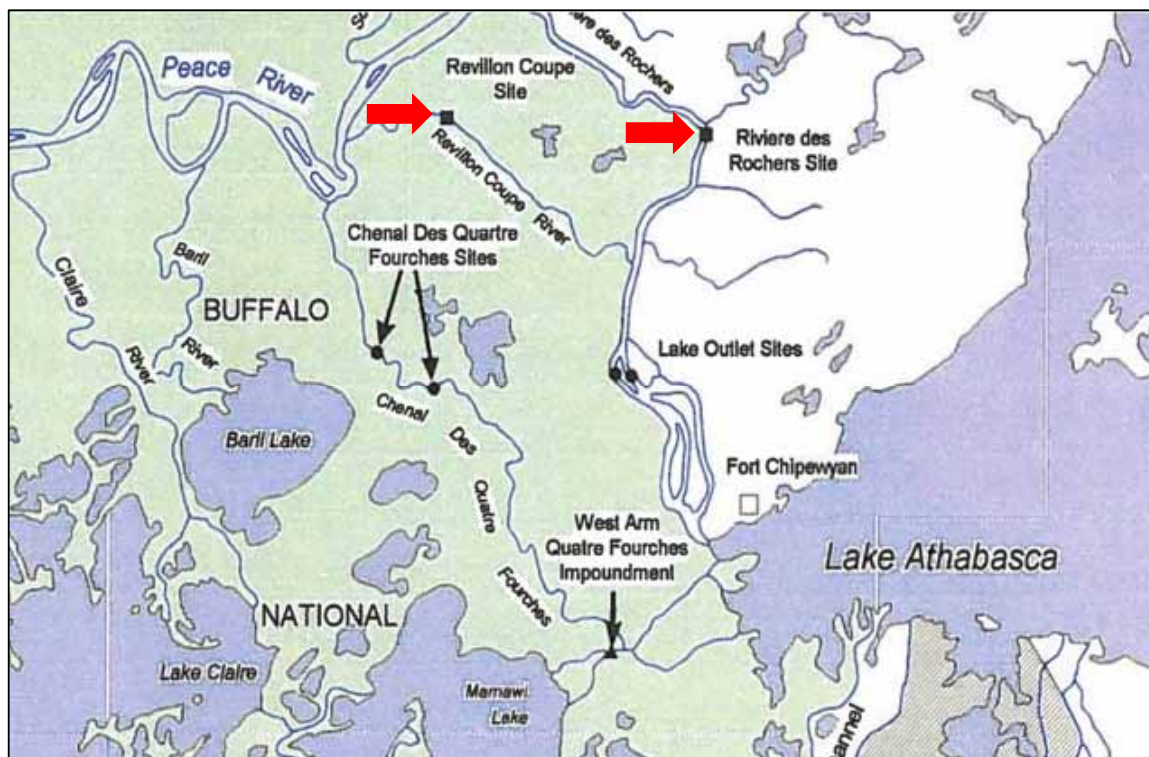 Peace River
Revillon Coupe
Site
des Rochers
Riviere des
Rochers Site
Revillon Coupe River
Chenal Des Quartre
Fourches Sites
Claire River
Baril River
BUFFALO
Lake Outlet Sites
Chenal Des Quatre Fourches
Baril Lake
Fort Chipewyan
West Arm
Quatre Fourches
Impoundment
Lake Athabasca
NATIONAL
Lake Claire
Mamawi
Lake